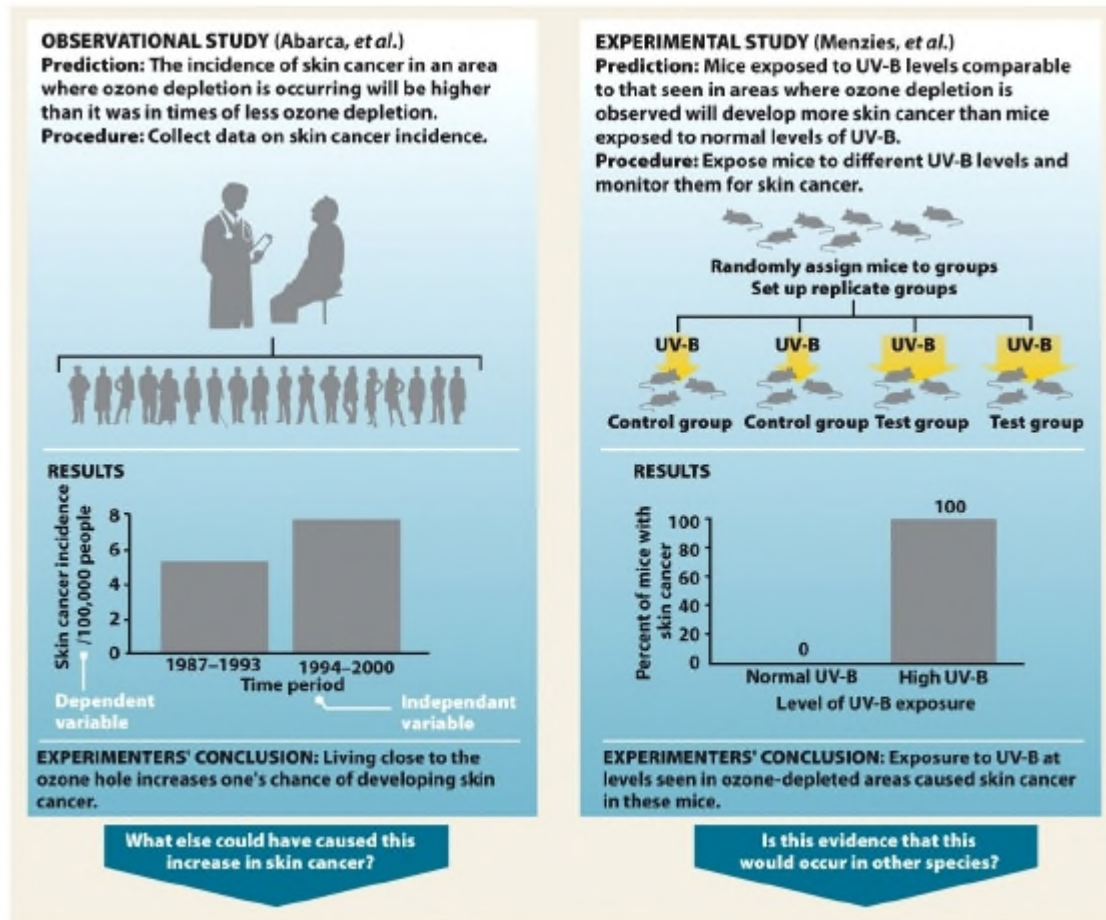 OBSERVATIONAL STUDY (Abarca, et al.)
Prediction: The incidence of skin cancer in an area
where ozone depletion is occurring will be higher
than it was in times of less ozone depletion.
Procedure: Collect data on skin cancer incidence.
RESULTS
Skin cancer incidence
/100,000 people
8
6
4
2
0
1987–1993
1994–2000
Time period
Dependent
variable
Independant
variable
EXPERIMENTERS' CONCLUSION: Living close to the
ozone hole increases one's chance of developing skin
cancer.
What else could have caused this
increase in skin cancer?
EXPERIMENTAL STUDY (Menzies, et al.)
Prediction: Mice exposed to UV-B levels comparable
to that seen in areas where ozone depletion is
observed will develop more skin cancer than mice
exposed to normal levels of UV-B.
Procedure: Expose mice to different UV-B levels and
monitor them for skin cancer.
Randomly assign mice to groups
Set up replicate groups
UV-B UV-B UV-B UV-B
Control group Control group Test group Test group
RESULTS
Percent of mice with
skin cancer
100
80
60
40
20
0
0
100
Normal UV-B
High UV-B
Level of UV-B exposure
EXPERIMENTERS' CONCLUSION: Exposure to UV-B at
levels seen in ozone-depleted areas caused skin cancer
in these mice.
Is this evidence that this
would occur in other species?